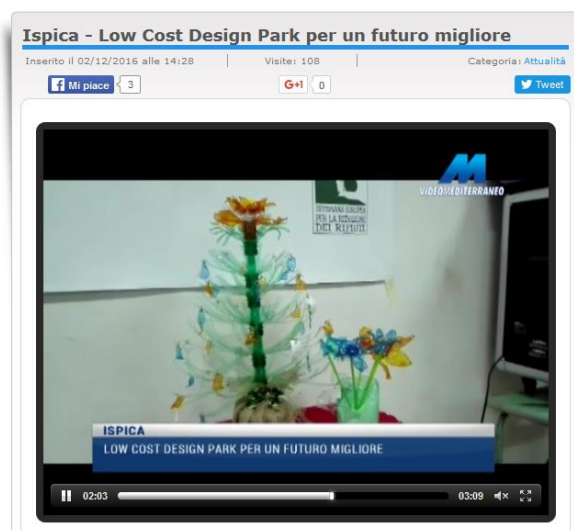 Ispica - Low Cost Design Park per un futuro migliore
Inserito il 02/12/2016 alle 14:28 | Visite: 108 | Categoria: Attualità
Mi piace 3 G+1 0 Tweet
VIDEOMEDITERRANEO
SETTIMANA EUROPEA
PER LA RIDUZIONE
DEI RIFIUTI
ISPICA
LOW COST DESIGN PARK PER UN FUTURO MIGLIORE
02:03 03:09